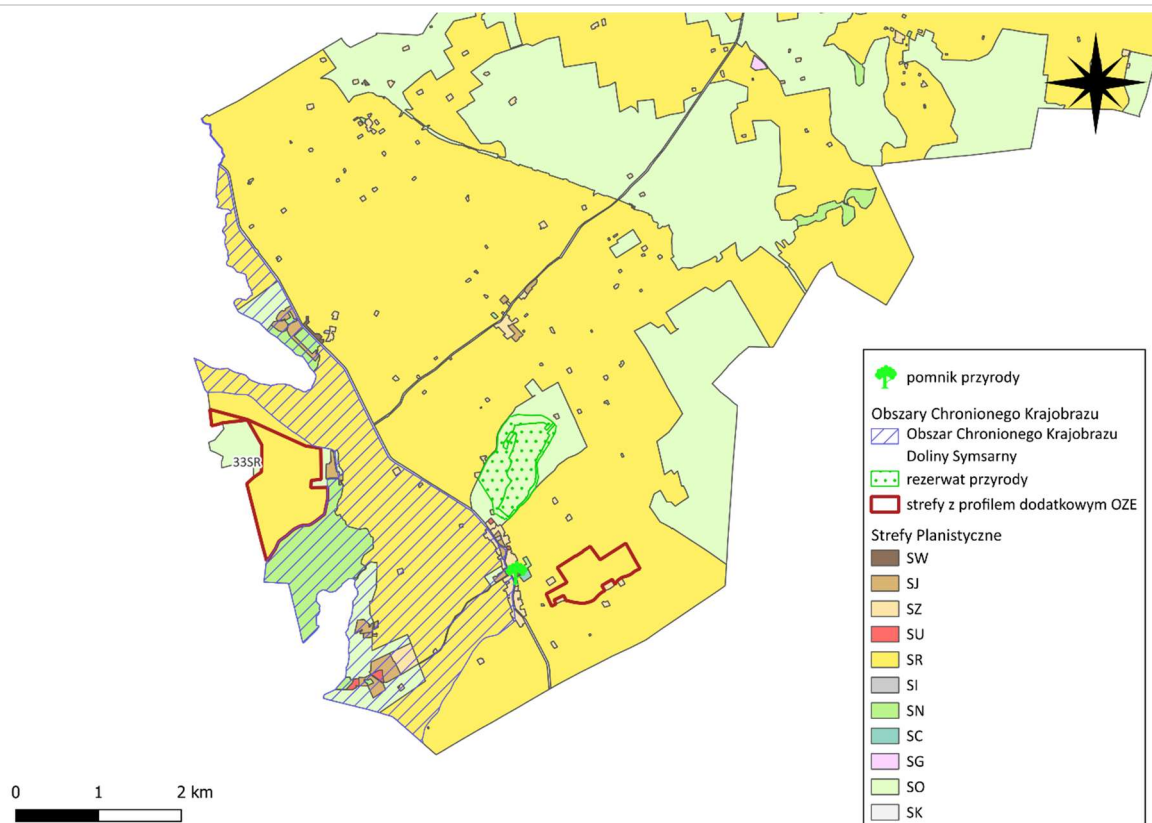 33SR
pomnik przyrody
Obszary Chronionego Krajobrazu
Obszar Chronionego Krajobrazu
Doliny Symsarny
rezerwat przyrody
strefy z profilem dodatkowym OZE
Strefy Planistyczne
SW
SJ
SZ
SU
SR
SI
SN
SC
SG
SO
SK
0 1 2 km